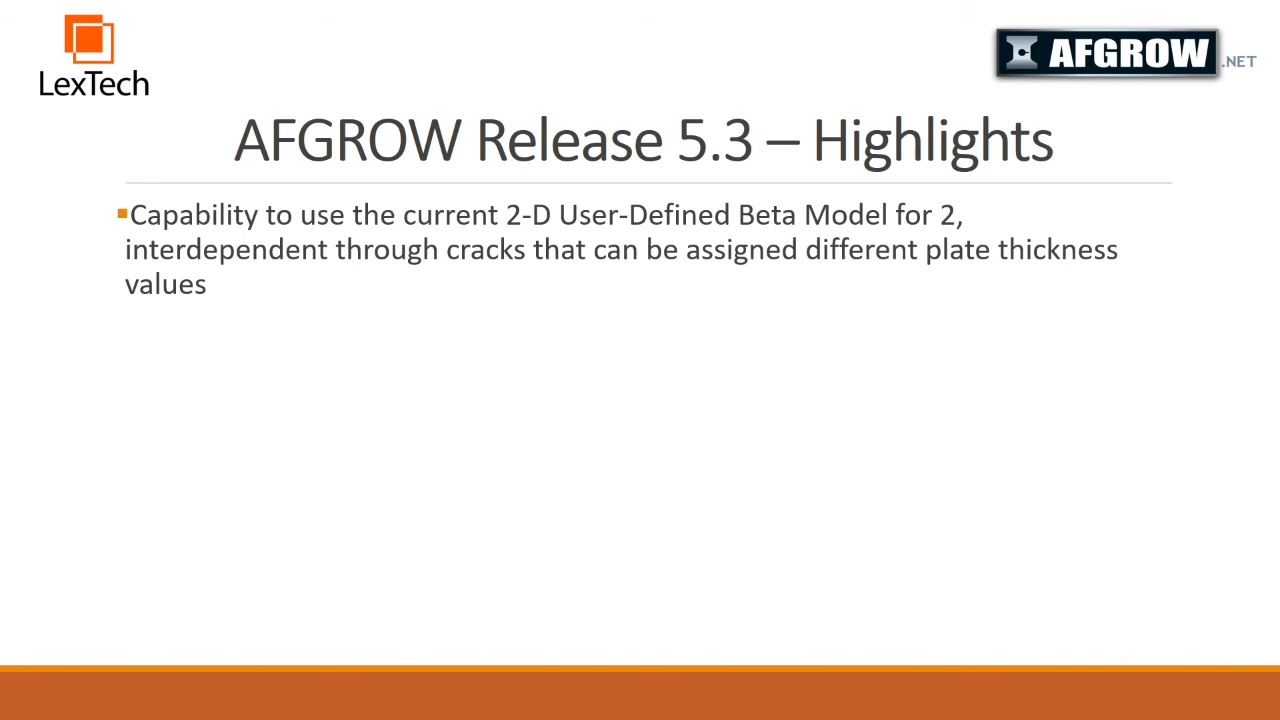 LexTech
AFGROW
.NET
AFGROW Release 5.3 – Highlights
▪Capability to use the current 2-D User-Defined Beta Model for 2,
interdependent through cracks that can be assigned different plate thickness
values